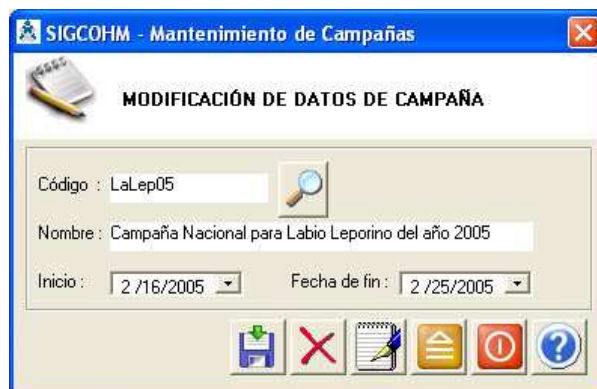 SIGCOHM - Mantenimiento de Campañas
MODIFICACIÓN DE DATOS DE CAMPAÑA
Código : LaLep05
Nombre : Campaña Nacional para Labio Leporino del año 2005
Inicio : 2 /16/2005 Fecha de fin : 2 /25/2005